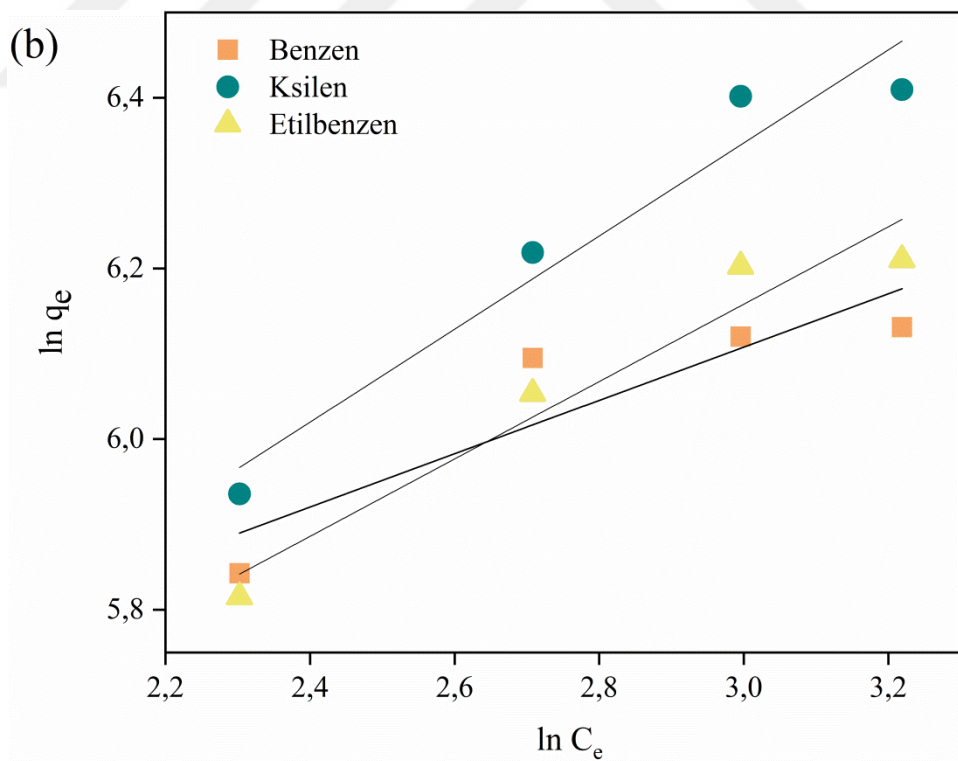 (b)
Benzen
Ksilen
Etilbenzen
6,4
6,2
6,0
5,8
ln qe
2,2 2,4 2,6 2,8 3,0 3,2
ln Ce